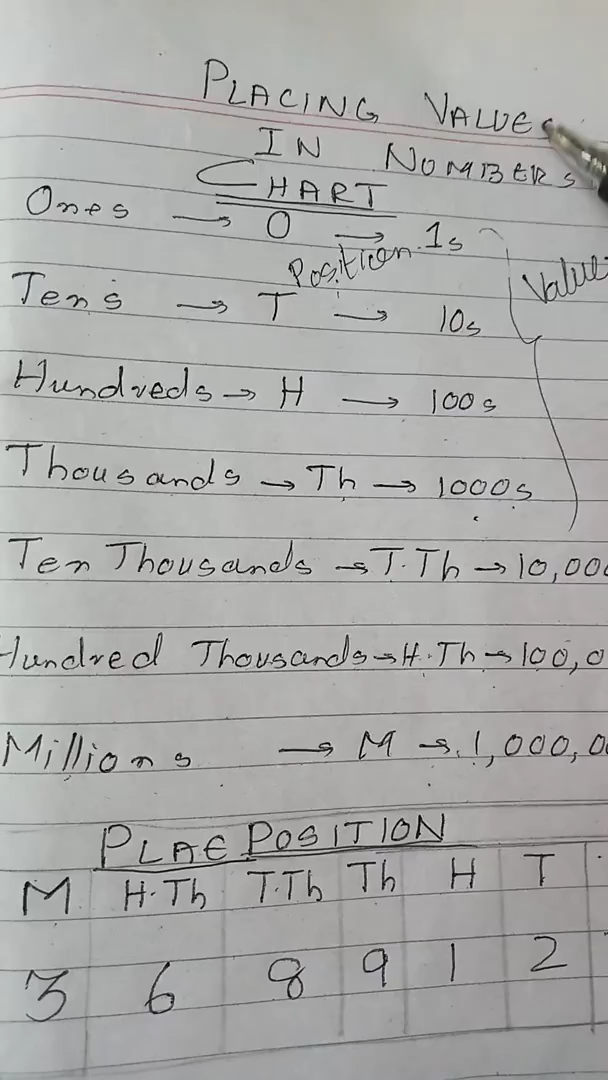 PLACING VALUES
IN NUMBERS
CHART
Ones → O → 1s
Position
Value
Tens → T → 10s
Hundreds → H → 100s
Thousands → Th → 1000s
Ten Thousands → T.Th → 10,000
Hundred Thousands → H.Th → 100,0
Millions → M → 1,000,0
PLAE POSITION
M H.Th T.Th Th H T
3 6 8 9 1 2